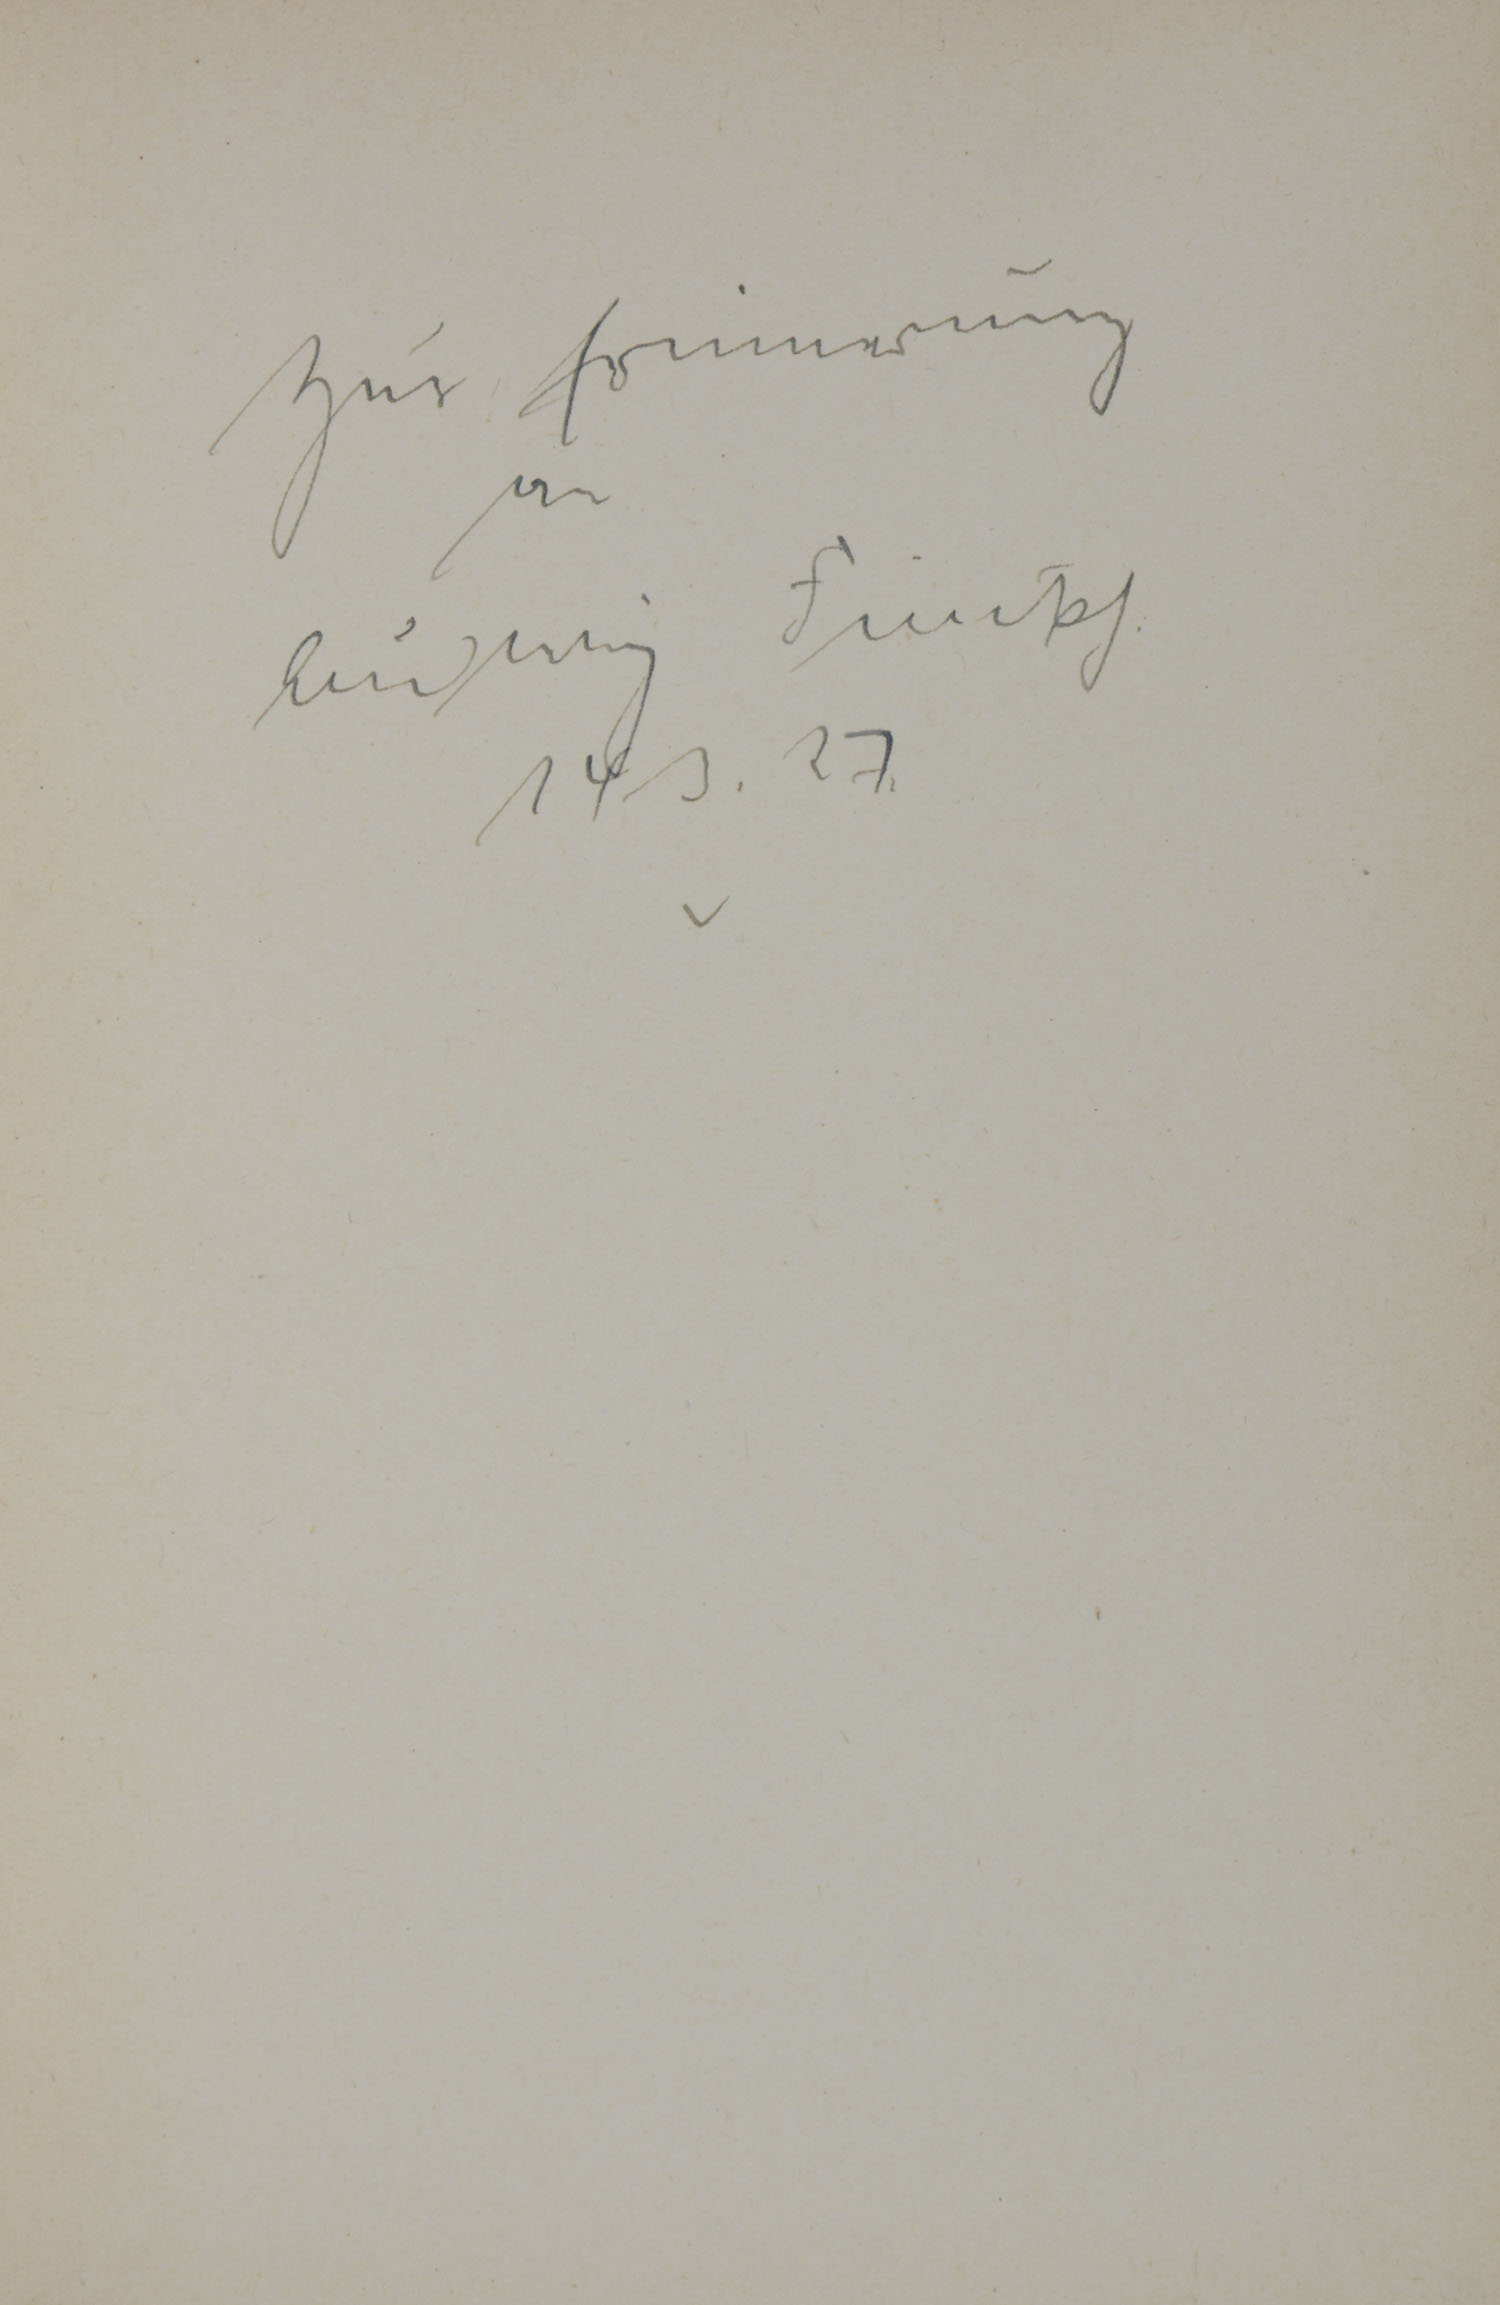 Zur Erinnerung
an
Ludwig Finckh.
14 3. 27.